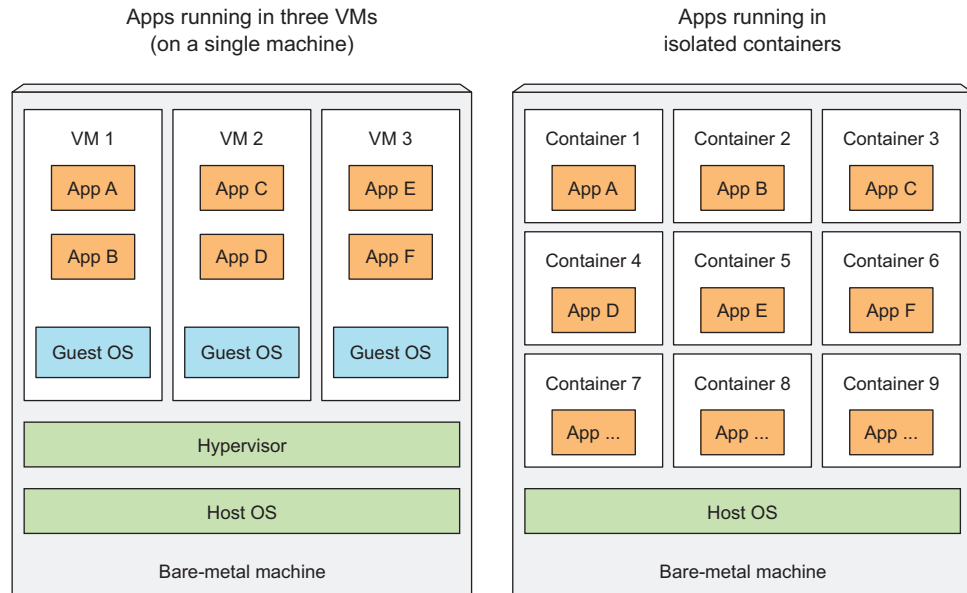 Apps running in three VMs
(on a single machine)
VM 1
VM 2
VM 3
App A
App C
App E
App B
App D
App F
Guest OS
Guest OS
Guest OS
Hypervisor
Host OS
Bare-metal machine
Apps running in
isolated containers
Container 1
Container 2
Container 3
App A
App B
App C
Container 4
Container 5
Container 6
App D
App E
App F
Container 7
Container 8
Container 9
App ...
App ...
App ...
Host OS
Bare-metal machine